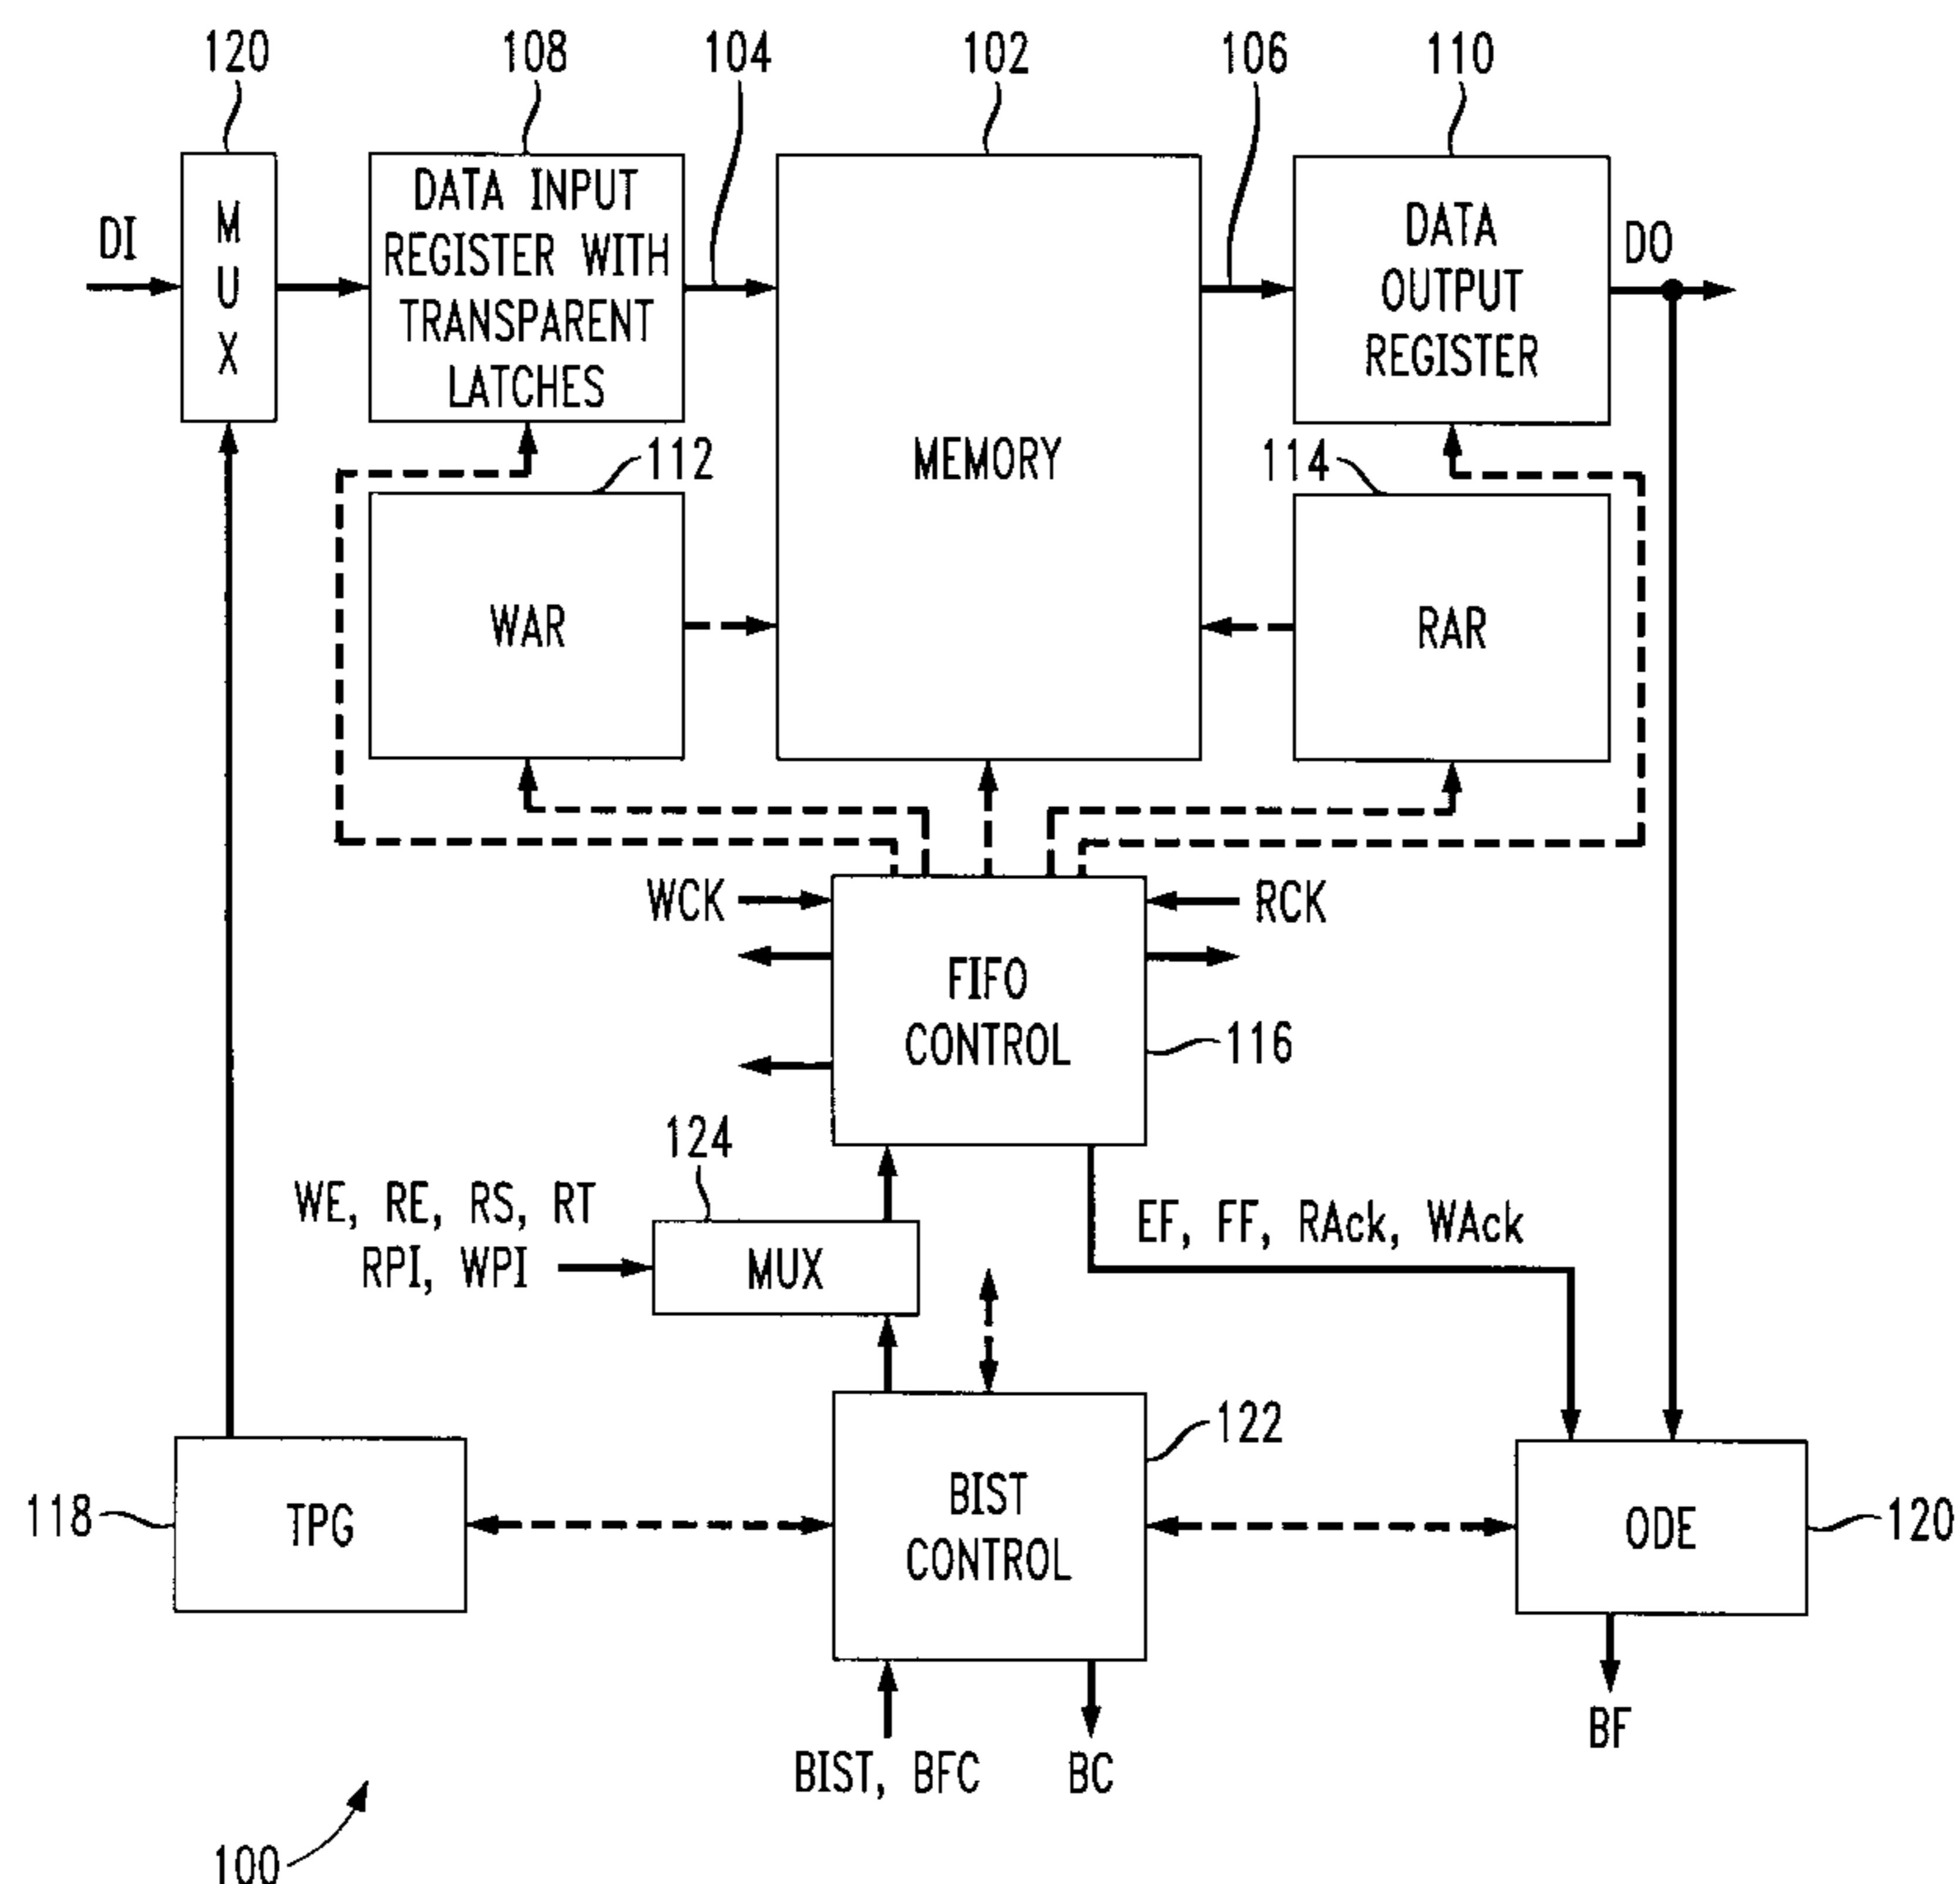 120
108
104
102
106
110
DI
M
U
X
DATA INPUT
REGISTER WITH
TRANSPARENT
LATCHES
MEMORY
DATA
OUTPUT
REGISTER
DO
112
114
WAR
RAR
WCK
RCK
FIFO
CONTROL
116
124
WE, RE, RS, RT
RPI, WPI
MUX
EF, FF, RAck, WAck
122
118
TPG
BIST
CONTROL
ODE
120
BIST, BFC
BC
BF
100